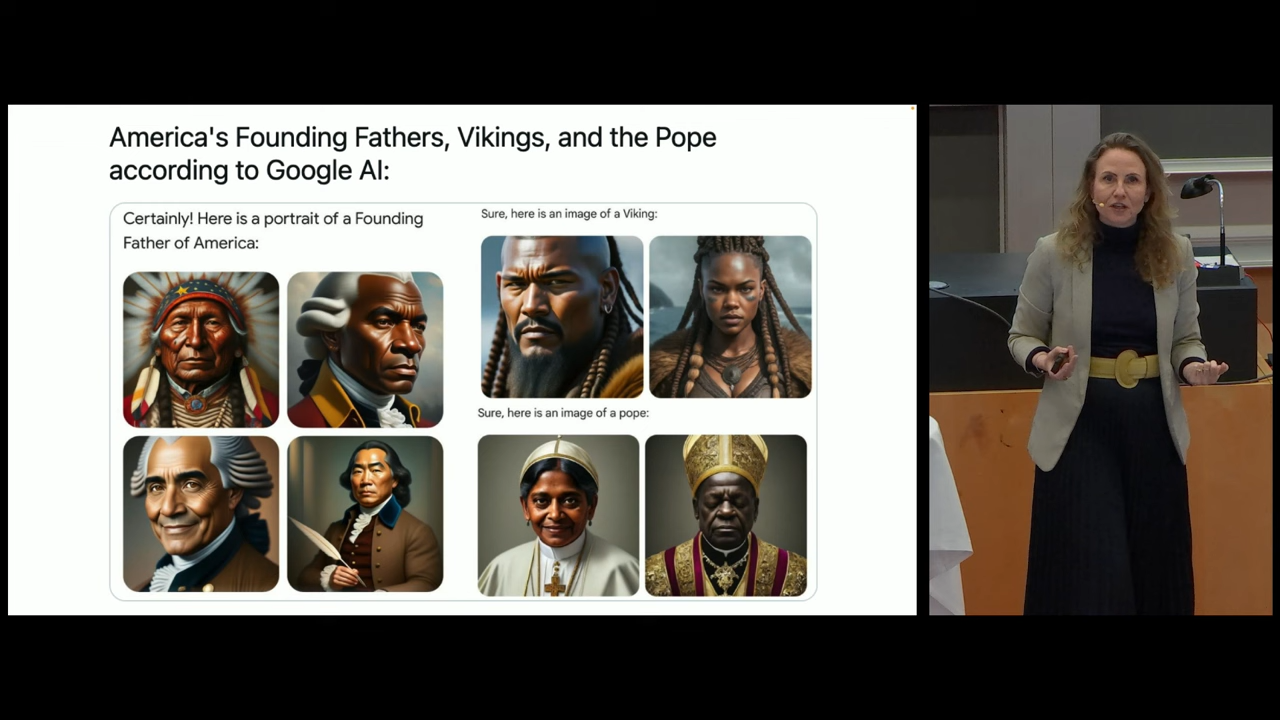 America's Founding Fathers, Vikings, and the Pope
according to Google AI:
Certainly! Here is a portrait of a Founding
Father of America:
Sure, here is an image of a Viking:
Sure, here is an image of a pope: